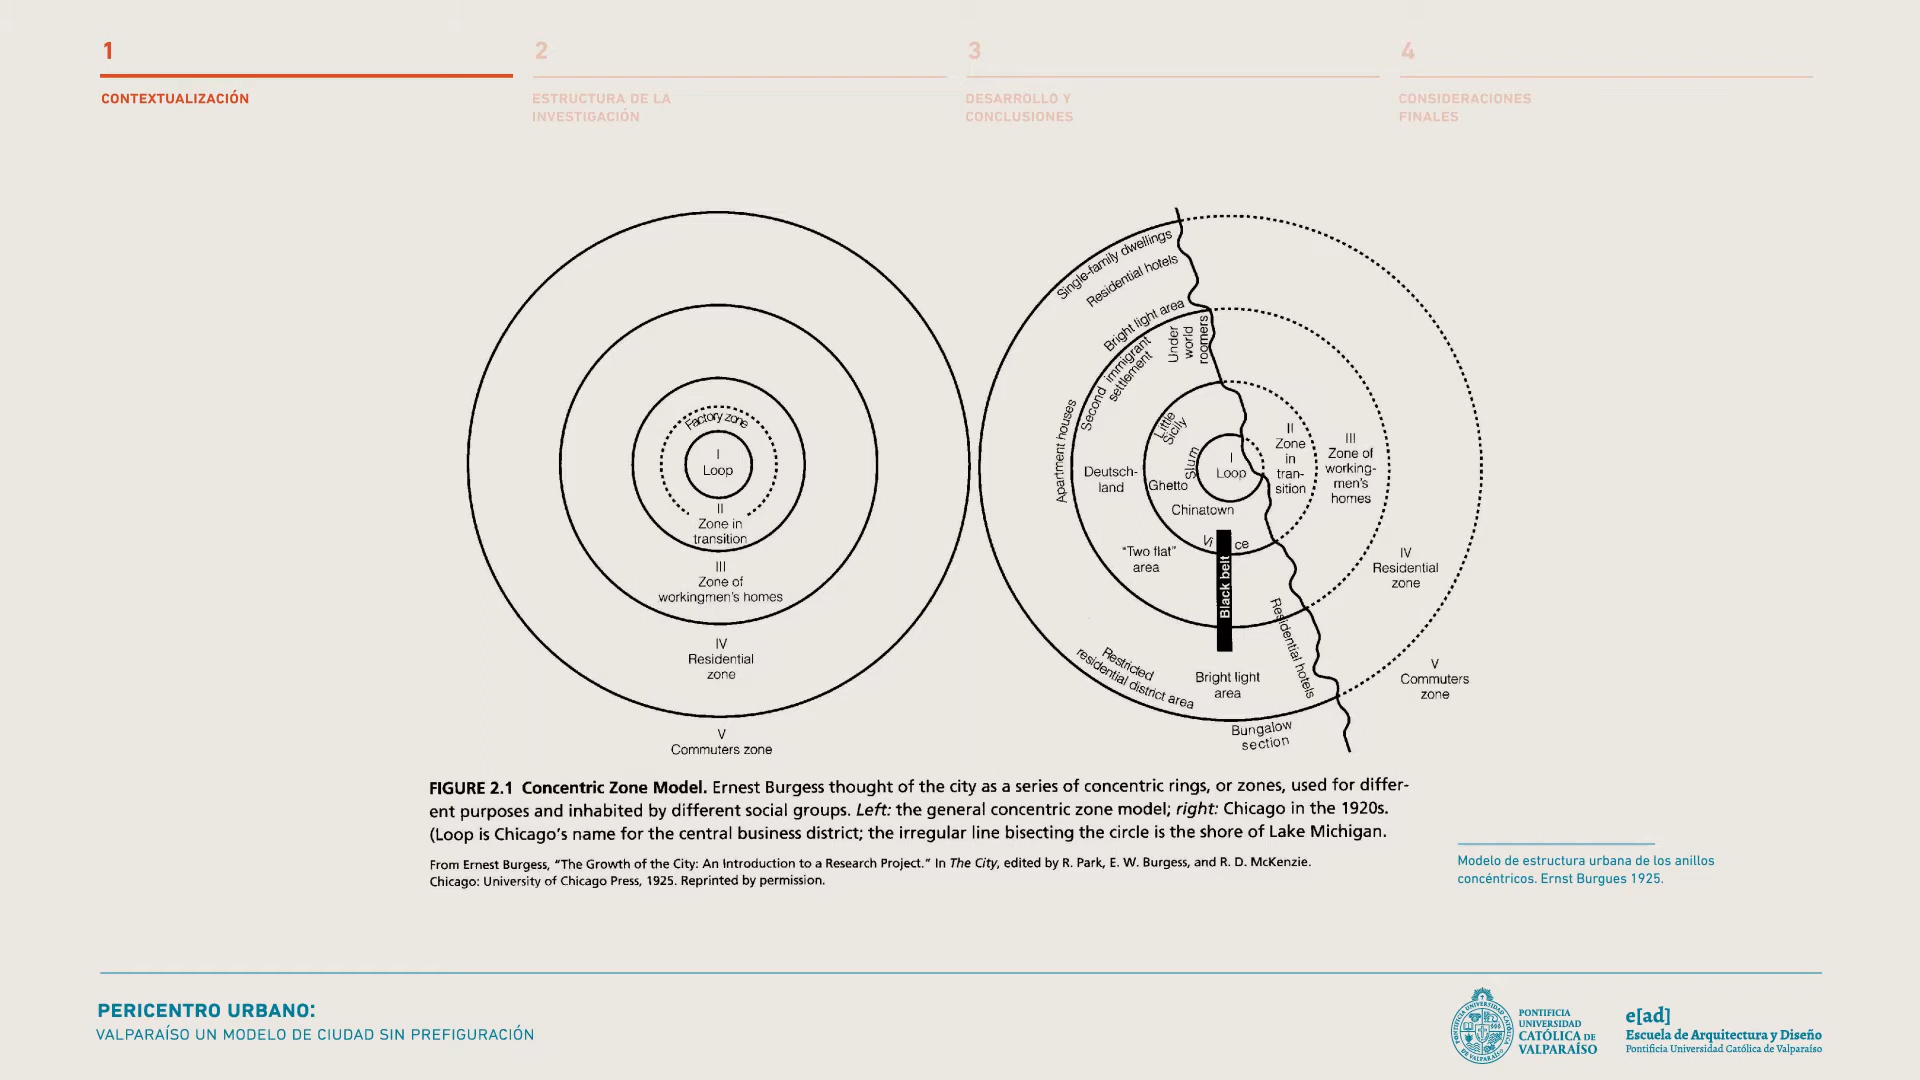 1
CONTEXTUALIZACIÓN
2
ESTRUCTURA DE LA
INVESTIGACIÓN
3
DESARROLLO Y
CONCLUSIONES
4
CONSIDERACIONES
FINALES
Factory zone
I
Loop
II
Zone in
transition
III
Zone of
workingmen's homes
IV
Residential
zone
V
Commuters zone
Single-family dwellings
Residential hotels
Bright light area
Second immigrant
settlement
Under
world
roomers
Apartment houses
Little
Sicily
Slum
I
Loop
Deutsch-
land
Ghetto
Chinatown
Vi ce
"Two flat"
area
Black belt
II
Zone
in
tran-
sition
III
Zone of
working-
men's
homes
IV
Residential
zone
V
Commuters
zone
Residential hotels
Restricted
residential district area
Bright light
area
Bungalow
section
FIGURE 2.1 Concentric Zone Model. Ernest Burgess thought of the city as a series of concentric rings, or zones, used for differ-
ent purposes and inhabited by different social groups. Left: the general concentric zone model; right: Chicago in the 1920s.
(Loop is Chicago's name for the central business district; the irregular line bisecting the circle is the shore of Lake Michigan.
From Ernest Burgess, "The Growth of the City: An Introduction to a Research Project." In The City, edited by R. Park, E. W. Burgess, and R. D. McKenzie.
Chicago: University of Chicago Press, 1925. Reprinted by permission.
Modelo de estructura urbana de los anillos
concéntricos. Ernst Burgues 1925.
PERICENTRO URBANO:
VALPARAÍSO UN MODELO DE CIUDAD SIN PREFIGURACIÓN
PONTIFICIA
UNIVERSIDAD
CATÓLICA DE
VALPARAÍSO
e[ad]
Escuela de Arquitectura y Diseño
Pontificia Universidad Católica de Valparaíso